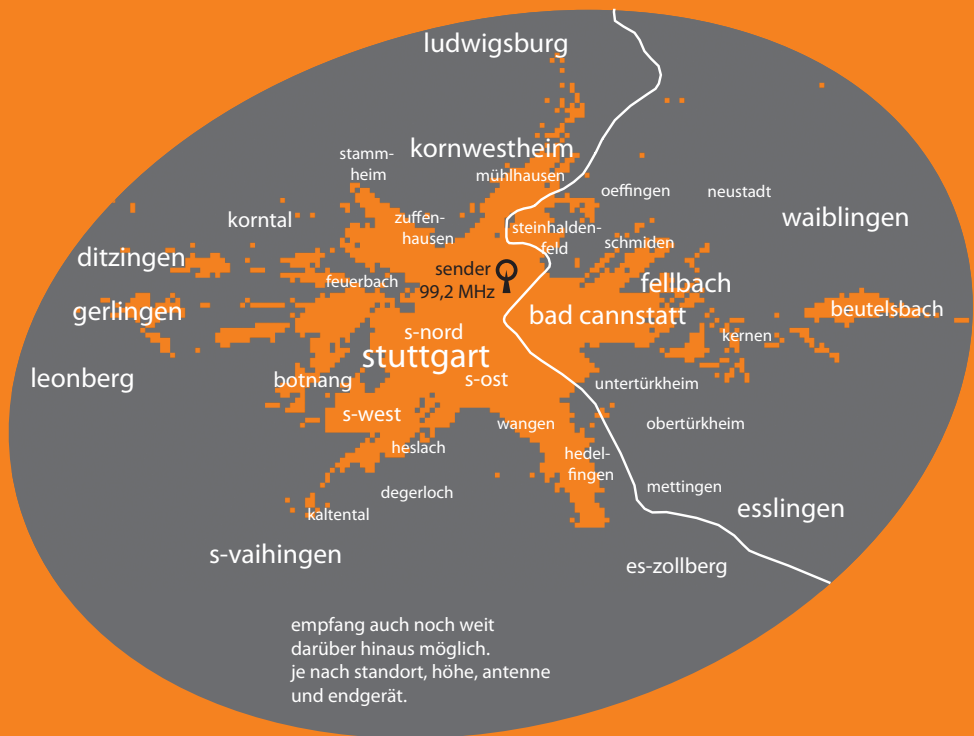 ludwigsburg
kornwestheim
stamm-
heim
mühlhausen
oeffingen
neustadt
korntal
zuffen-
hausen
steinhalden-
feld
waiblingen
schmiden
ditzingen
sender
99,2 MHz
feuerbach
fellbach
gerlingen
bad cannstatt
beutelsbach
s-nord
kernen
stuttgart
leonberg
botnang
s-ost
untertürkheim
s-west
wangen
obertürkheim
heslach
hedel-
fingen
degerloch
mettingen
kaltental
esslingen
s-vaihingen
es-zollberg
empfang auch noch weit
darüber hinaus möglich.
je nach standort, höhe, antenne
und endgerät.